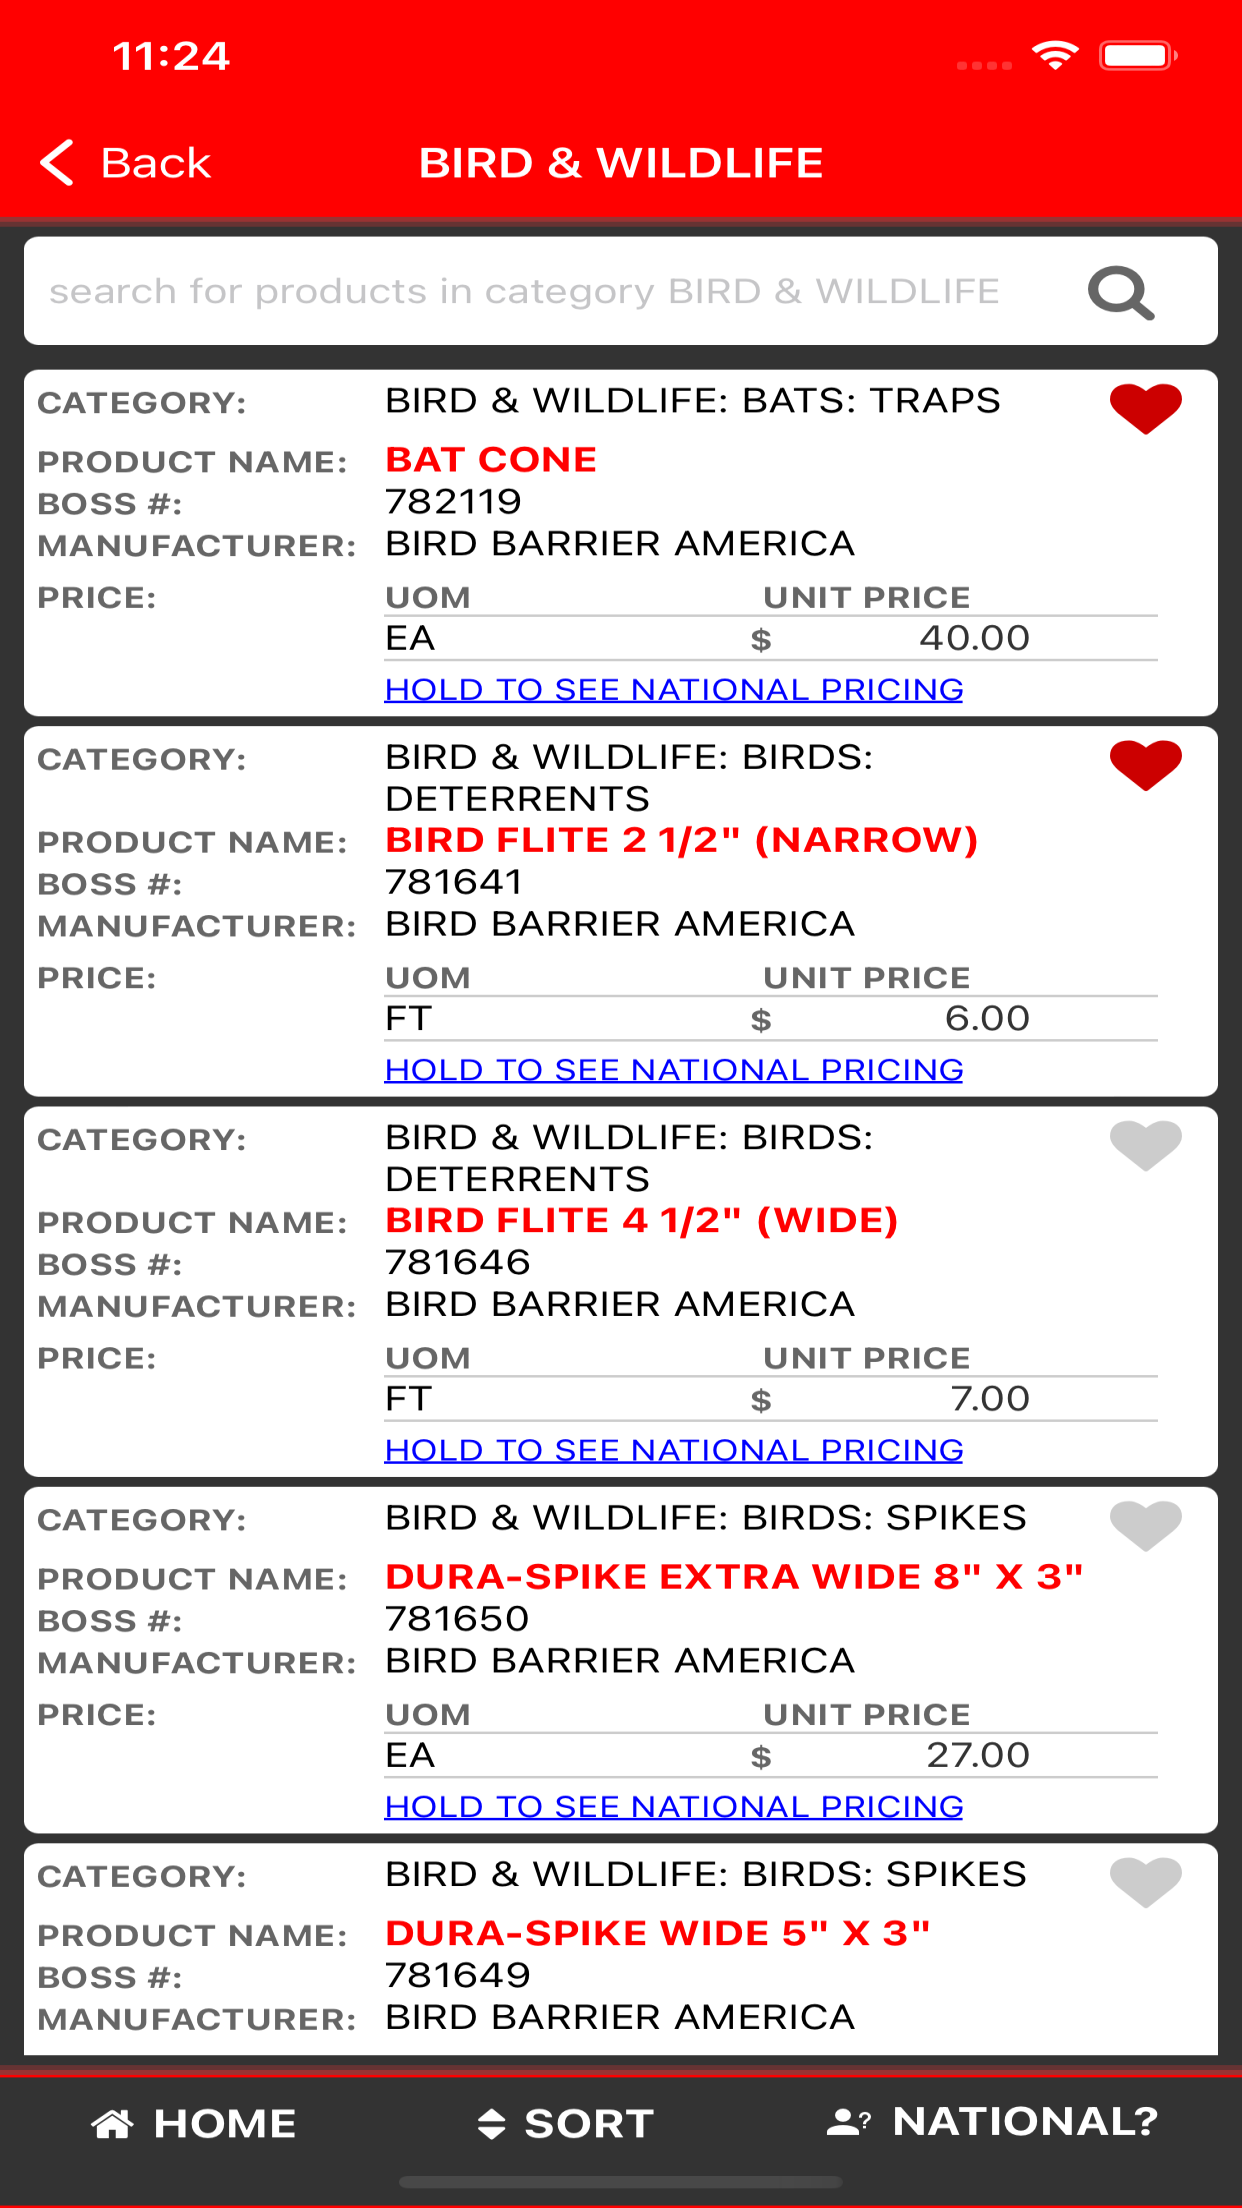 11:24
Back
BIRD & WILDLIFE
search for products in category BIRD & WILDLIFE
CATEGORY: BIRD & WILDLIFE: BATS: TRAPS
PRODUCT NAME: BAT CONE
BOSS #: 782119
MANUFACTURER: BIRD BARRIER AMERICA
PRICE: UOM UNIT PRICE
EA $ 40.00
HOLD TO SEE NATIONAL PRICING
CATEGORY: BIRD & WILDLIFE: BIRDS:
DETERRENTS
PRODUCT NAME: BIRD FLITE 2 1/2" (NARROW)
BOSS #: 781641
MANUFACTURER: BIRD BARRIER AMERICA
PRICE: UOM UNIT PRICE
FT $ 6.00
HOLD TO SEE NATIONAL PRICING
CATEGORY: BIRD & WILDLIFE: BIRDS:
DETERRENTS
PRODUCT NAME: BIRD FLITE 4 1/2" (WIDE)
BOSS #: 781646
MANUFACTURER: BIRD BARRIER AMERICA
PRICE: UOM UNIT PRICE
FT $ 7.00
HOLD TO SEE NATIONAL PRICING
CATEGORY: BIRD & WILDLIFE: BIRDS: SPIKES
PRODUCT NAME: DURA-SPIKE EXTRA WIDE 8" X 3"
BOSS #: 781650
MANUFACTURER: BIRD BARRIER AMERICA
PRICE: UOM UNIT PRICE
EA $ 27.00
HOLD TO SEE NATIONAL PRICING
CATEGORY: BIRD & WILDLIFE: BIRDS: SPIKES
PRODUCT NAME: DURA-SPIKE WIDE 5" X 3"
BOSS #: 781649
MANUFACTURER: BIRD BARRIER AMERICA
HOME SORT ? NATIONAL?